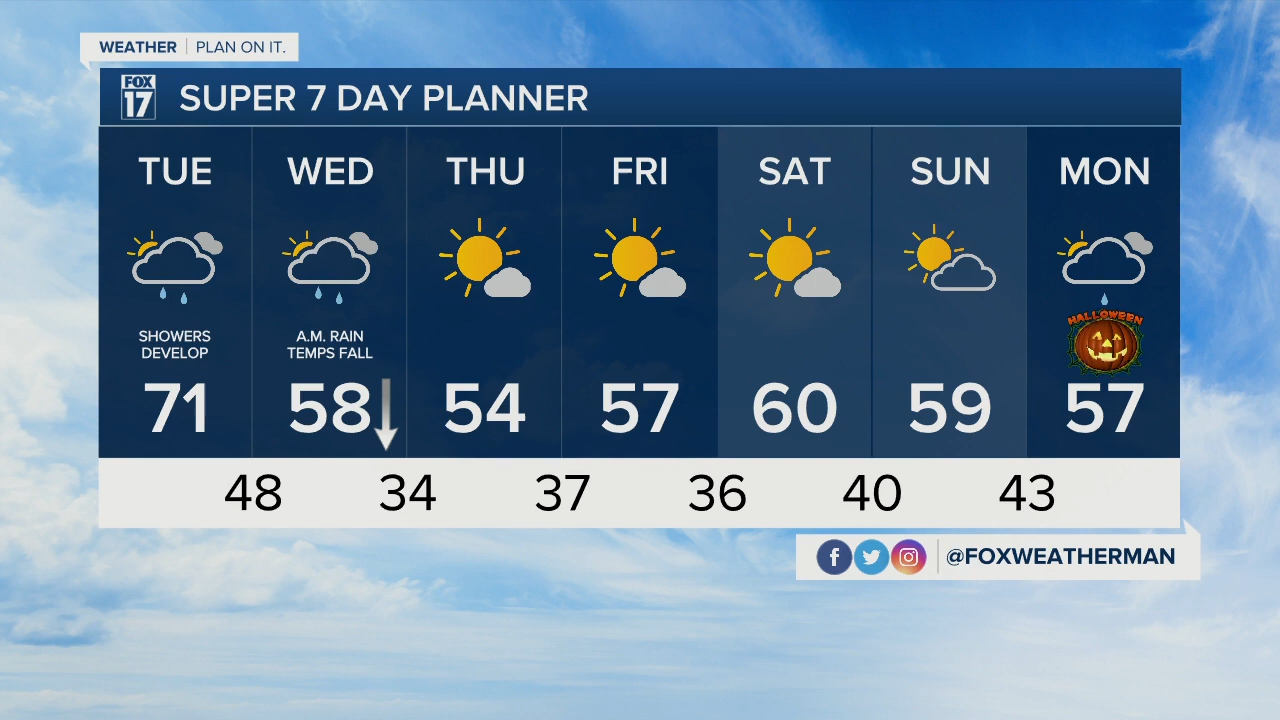 WEATHER | PLAN ON IT.
FOX
17
SUPER 7 DAY PLANNER
TUE WED THU FRI SAT SUN MON
HALLOWEEN
SHOWERS
DEVELOP
A.M. RAIN
TEMPS FALL
71 58 54 57 60 59 57
48 34 37 36 40 43
f @FOXWEATHERMAN